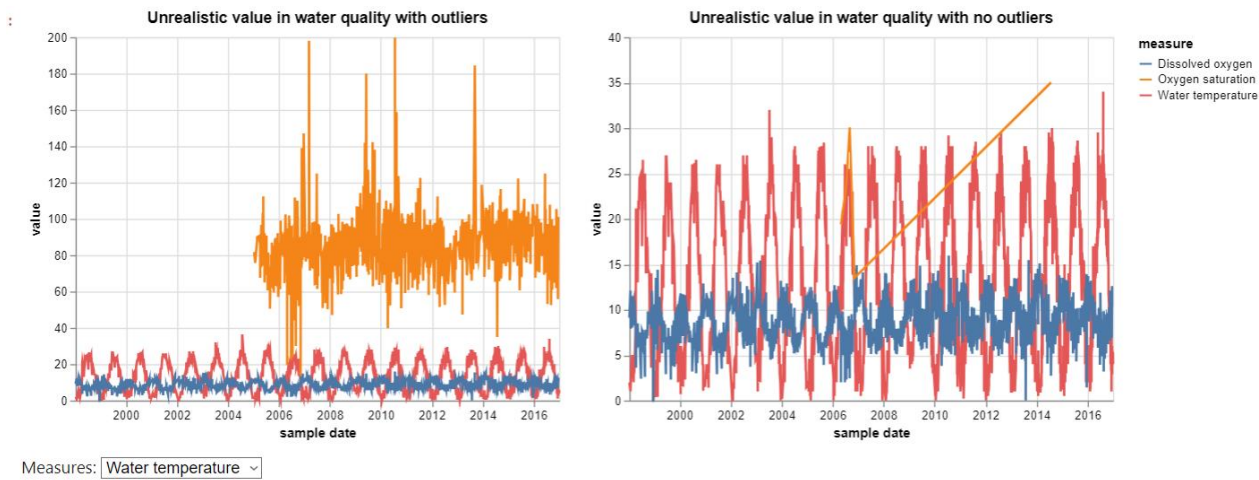 :
Unrealistic value in water quality with outliers
200
180
160
140
120
100
80
60
40
20
0
value
2000 2002 2004 2006 2008 2010 2012 2014 2016
sample date
Unrealistic value in water quality with no outliers
40
35
30
25
20
15
10
5
0
value
2000 2002 2004 2006 2008 2010 2012 2014 2016
sample date
measure
Dissolved oxygen
Oxygen saturation
Water temperature
Measures: Water temperature